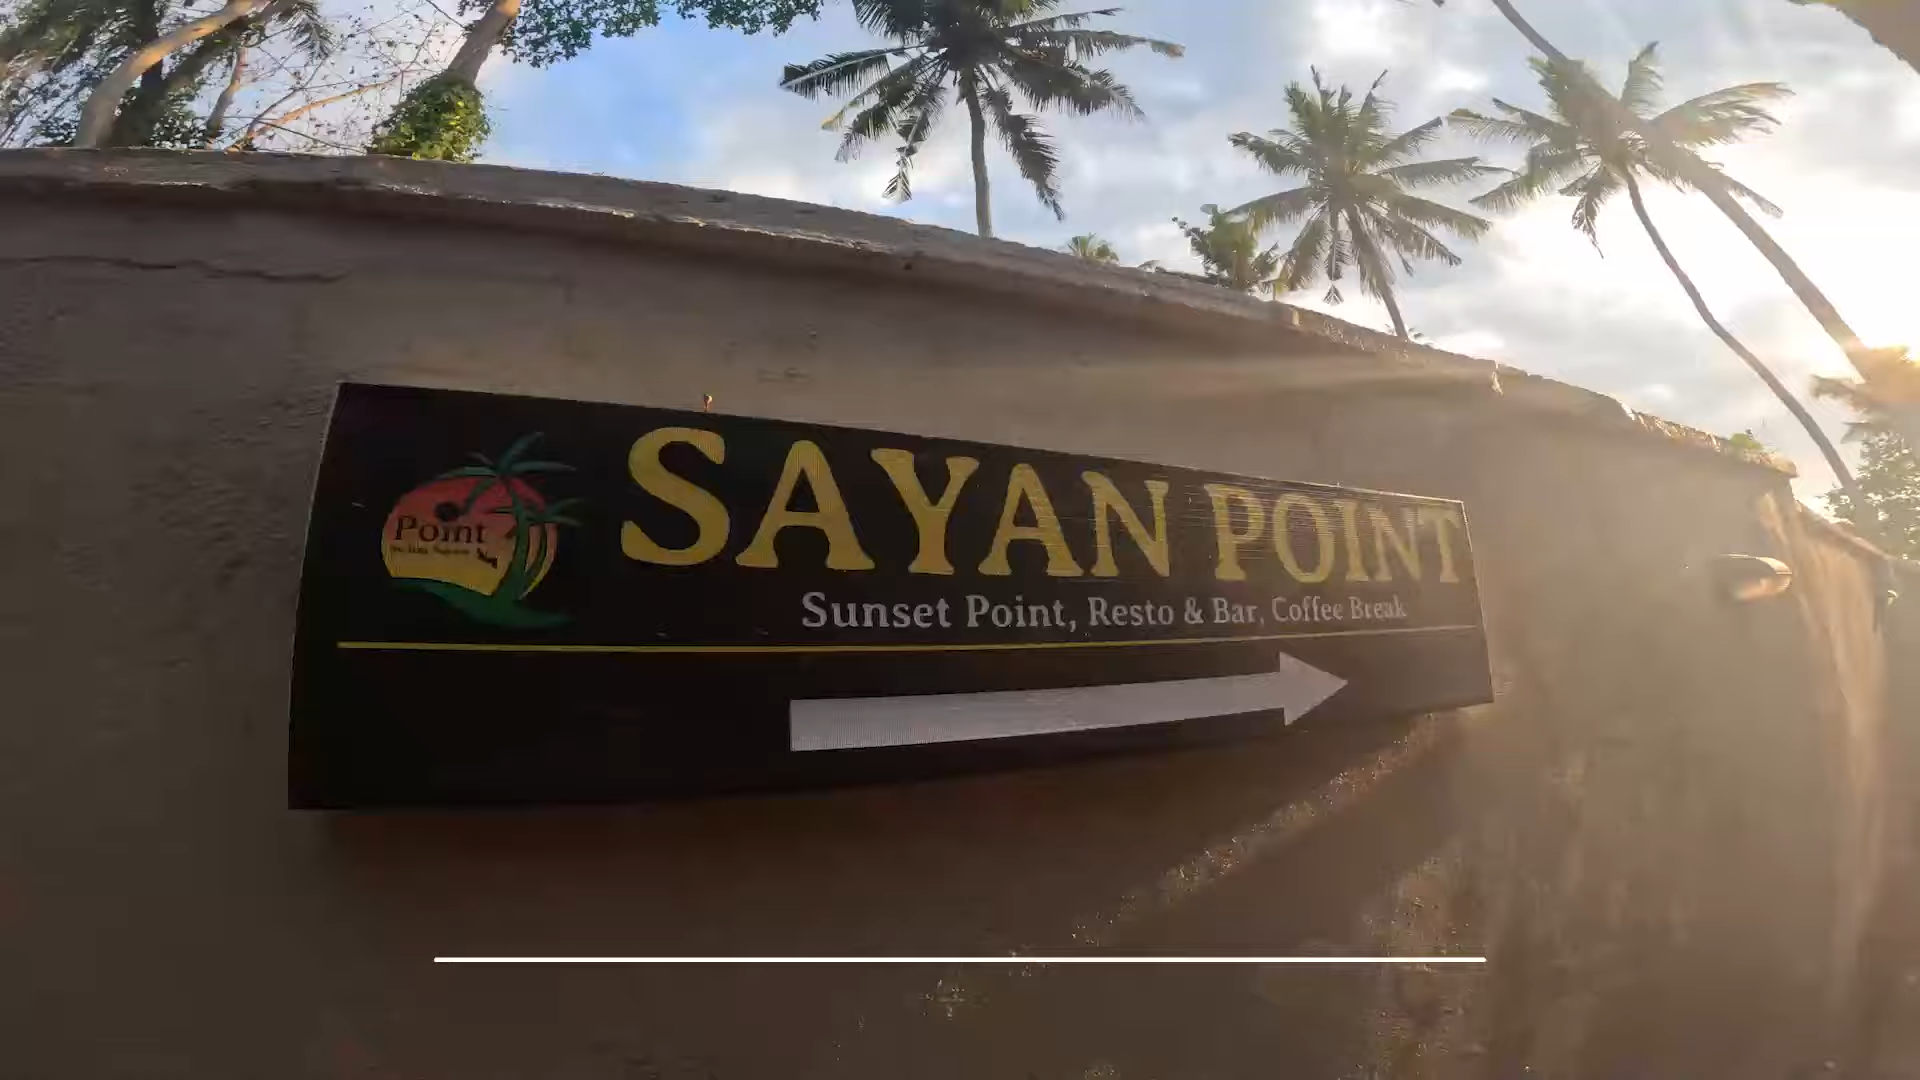 SAYAN POINT
Point
Sunset Point, Resto & Bar, Coffee Break